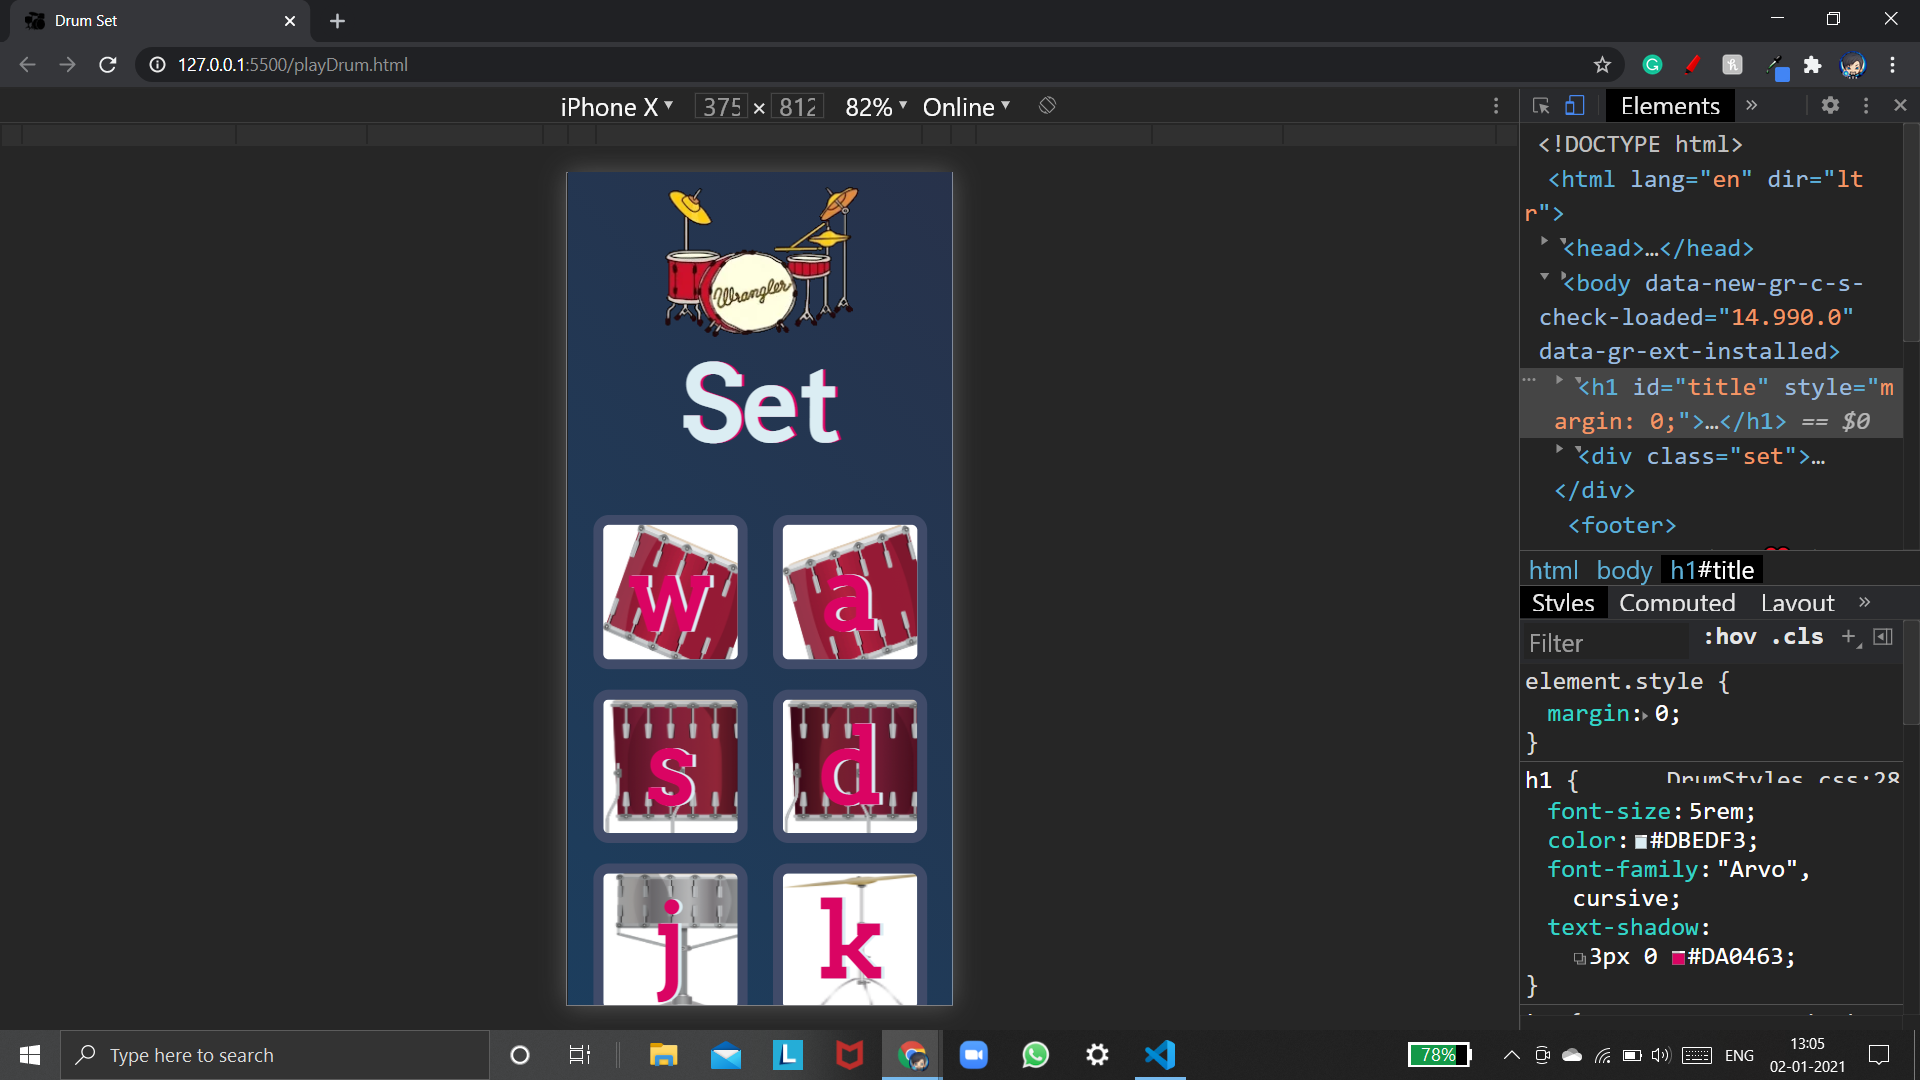 Drum Set
127.0.0.1:5500/playDrum.html
iPhone X 375 × 812 82% Online
Wrangler
Set
w a
s d
j k
Elements »
<!DOCTYPE html>
<html lang="en" dir="lt
r">
<head>…</head>
<body data-new-gr-c-s-
check-loaded="14.990.0"
data-gr-ext-installed>
<h1 id="title" style="m
argin: 0;">…</h1> == $0
<div class="set">…
</div>
<footer>
html body h1#title
Styles Computed Layout »
Filter :hov .cls +
element.style {
margin: 0;
}
h1 { DrumStyles.css:28
font-size: 5rem;
color: #DBEDF3;
font-family: "Arvo",
cursive;
text-shadow:
3px 0 #DA0463;
}
Type here to search
78%
ENG
13:05
02-01-2021